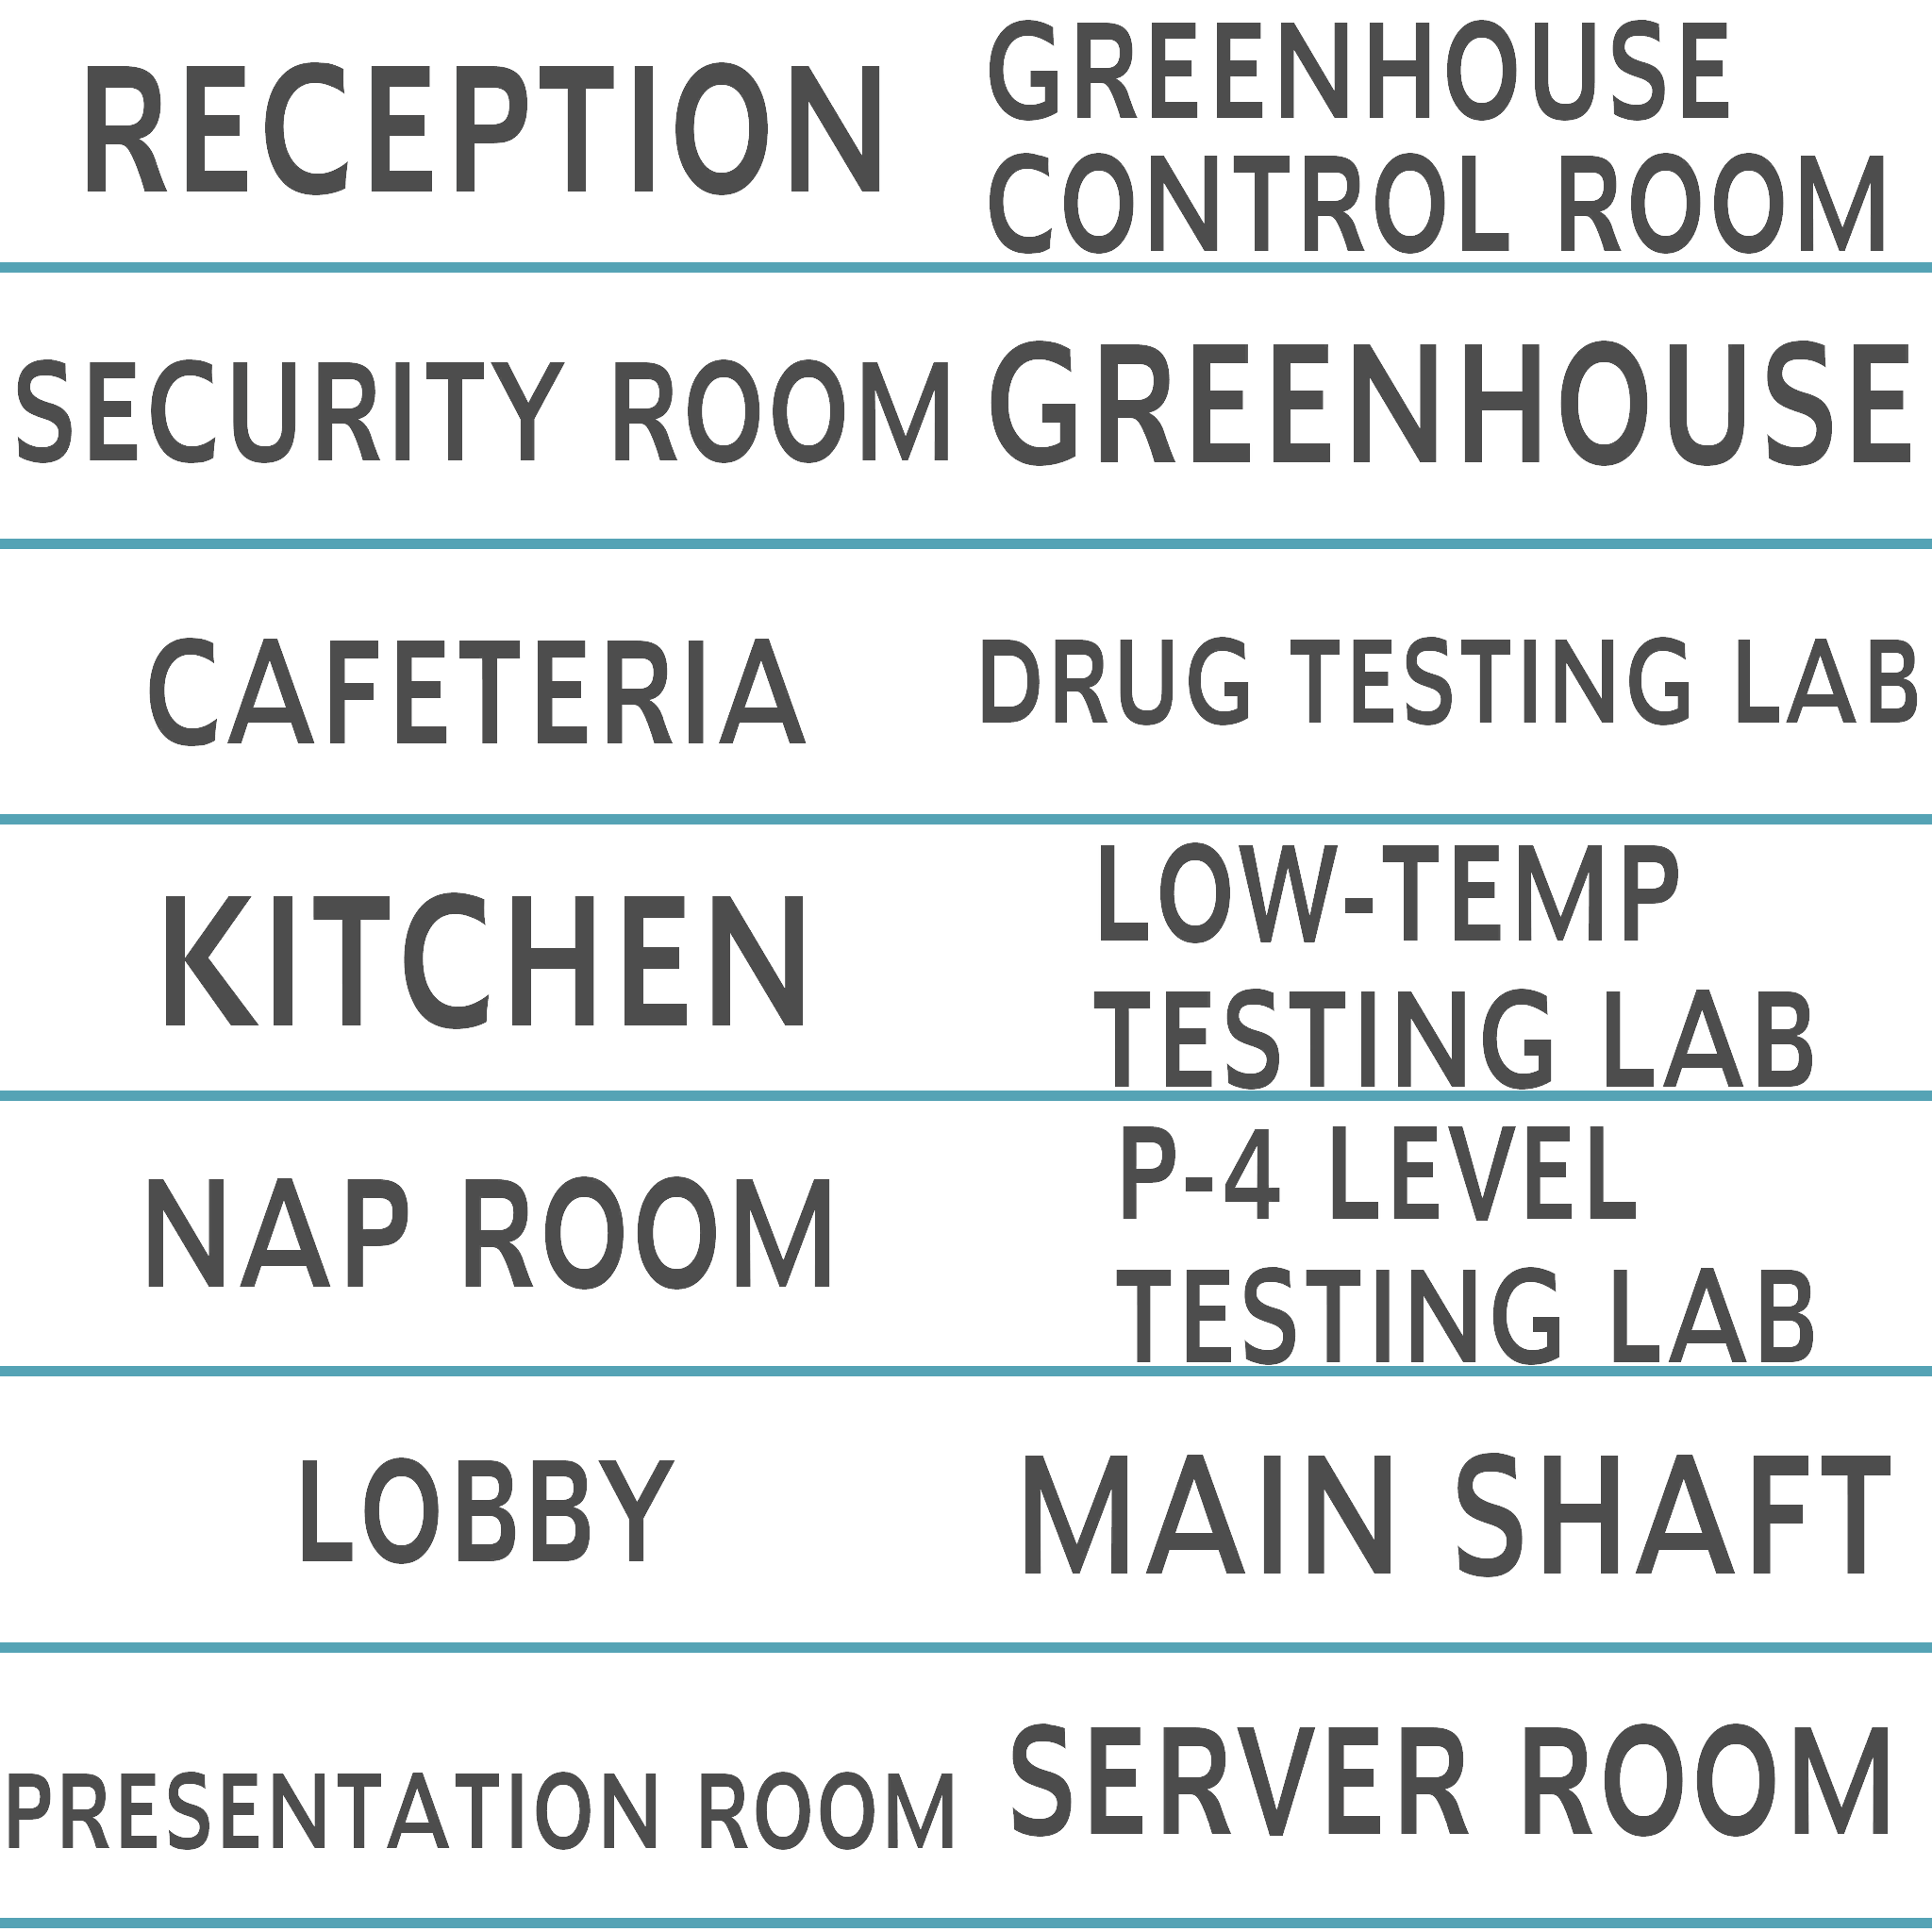 RECEPTION
GREENHOUSE
CONTROL ROOM
SECURITY ROOM
GREENHOUSE
CAFETERIA
DRUG TESTING LAB
KITCHEN
LOW-TEMP
TESTING LAB
NAP ROOM
P-4 LEVEL
TESTING LAB
LOBBY
MAIN SHAFT
PRESENTATION ROOM
SERVER ROOM